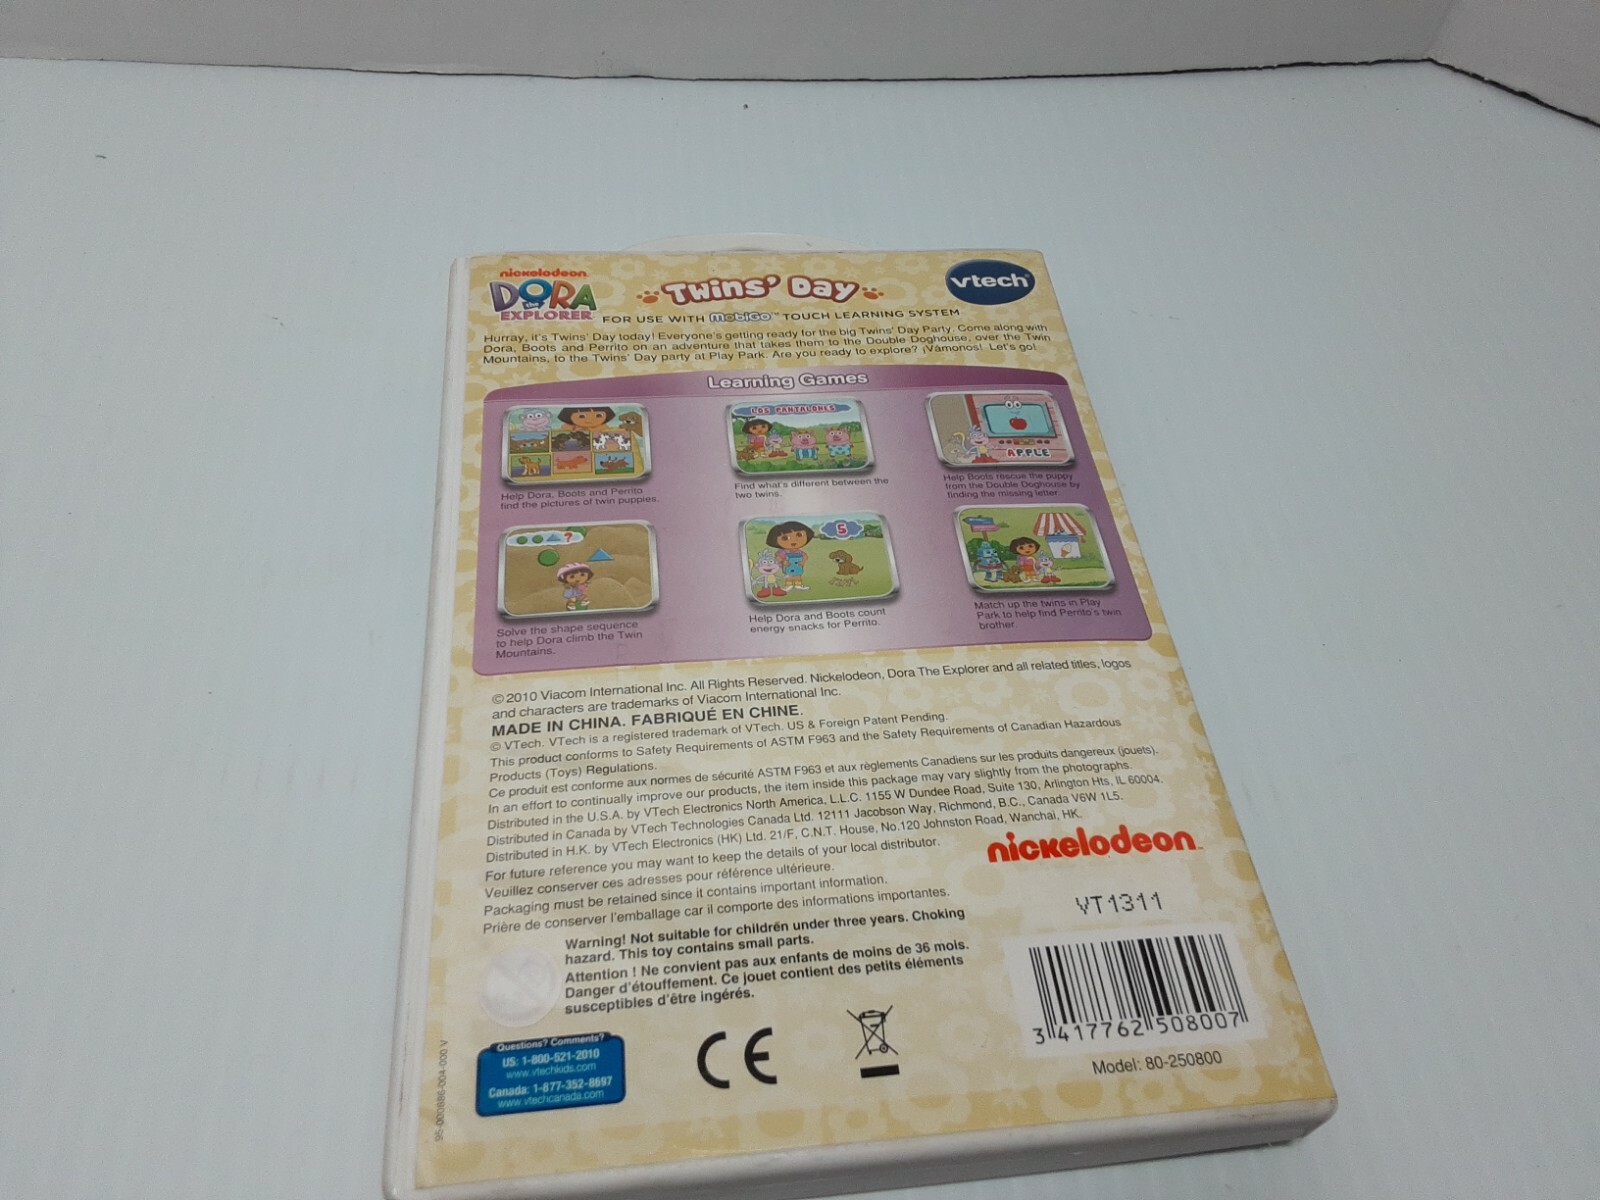 nickelodeon
DORA
the
EXPLORER
Twins' Day
vtech®
FOR USE WITH MobiGo™ TOUCH LEARNING SYSTEM
Hurray, it's Twins' Day today! Everyone's getting ready for the big Twins' Day Party. Come along with
Dora, Boots and Perrito on an adventure that takes them to the Double Doghouse, over the Twin
Mountains, to the Twins' Day party at Play Park. Are you ready to explore? ¡Vámonos! Let's go!
Learning Games
Help Dora, Boots and Perrito
find the pictures of twin puppies.
LOS PANTALONES
Find what's different between the
two twins.
APPLE
Help Boots rescue the puppy
from the Double Doghouse by
finding the missing letter.
?
Solve the shape sequence
to help Dora climb the Twin
Mountains.
5
Help Dora and Boots count
energy snacks for Perrito.
Match up the twins in Play
Park to help find Perrito's twin
brother.
© 2010 Viacom International Inc. All Rights Reserved. Nickelodeon, Dora The Explorer and all related titles, logos
and characters are trademarks of Viacom International Inc.
MADE IN CHINA. FABRIQUÉ EN CHINE.
© VTech. VTech is a registered trademark of VTech. US & Foreign Patent Pending.
This product conforms to Safety Requirements of ASTM F963 and the Safety Requirements of Canadian Hazardous
Products (Toys) Regulations.
Ce produit est conforme aux normes de sécurité ASTM F963 et aux règlements Canadiens sur les produits dangereux (jouets).
In an effort to continually improve our products, the item inside this package may vary slightly from the photographs.
Distributed in the U.S.A. by VTech Electronics North America, L.L.C. 1155 W Dundee Road, Suite 130, Arlington Hts, IL 60004.
Distributed in Canada by VTech Technologies Canada Ltd. 12111 Jacobson Way, Richmond, B.C., Canada V6W 1L5.
Distributed in H.K. by VTech Electronics (HK) Ltd. 21/F, C.N.T. House, No.120 Johnston Road, Wanchai, HK.
For future reference you may want to keep the details of your local distributor.
Veuillez conserver ces adresses pour référence ultérieure.
Packaging must be retained since it contains important information.
Prière de conserver l'emballage car il comporte des informations importantes.
nickelodeon
VT1311
Warning! Not suitable for children under three years. Choking
hazard. This toy contains small parts.
Attention ! Ne convient pas aux enfants de moins de 36 mois.
Danger d'étouffement. Ce jouet contient des petits éléments
susceptibles d'être ingérés.
Questions? Comments?
US: 1-800-521-2010
www.vtechkids.com
Canada: 1-877-352-8697
www.vtechcanada.com
CE
3 417762 508007
Model: 80-250800